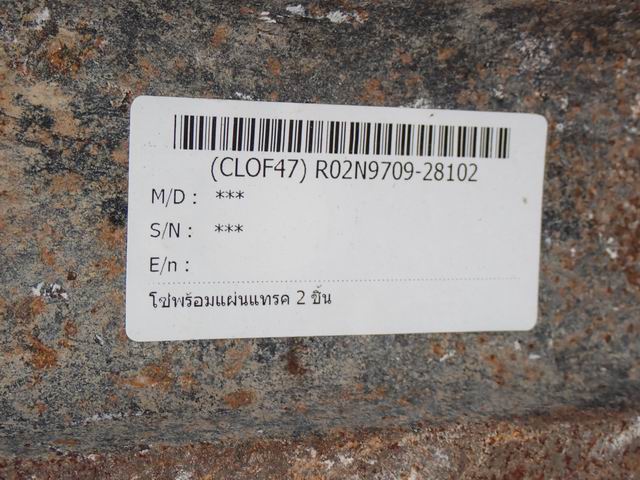 (CLOF47) R02N9709-28102
M/D : ***
S/N : ***
E/n :
โซ่พร้อมแผ่นแทรค 2 ชิ้น